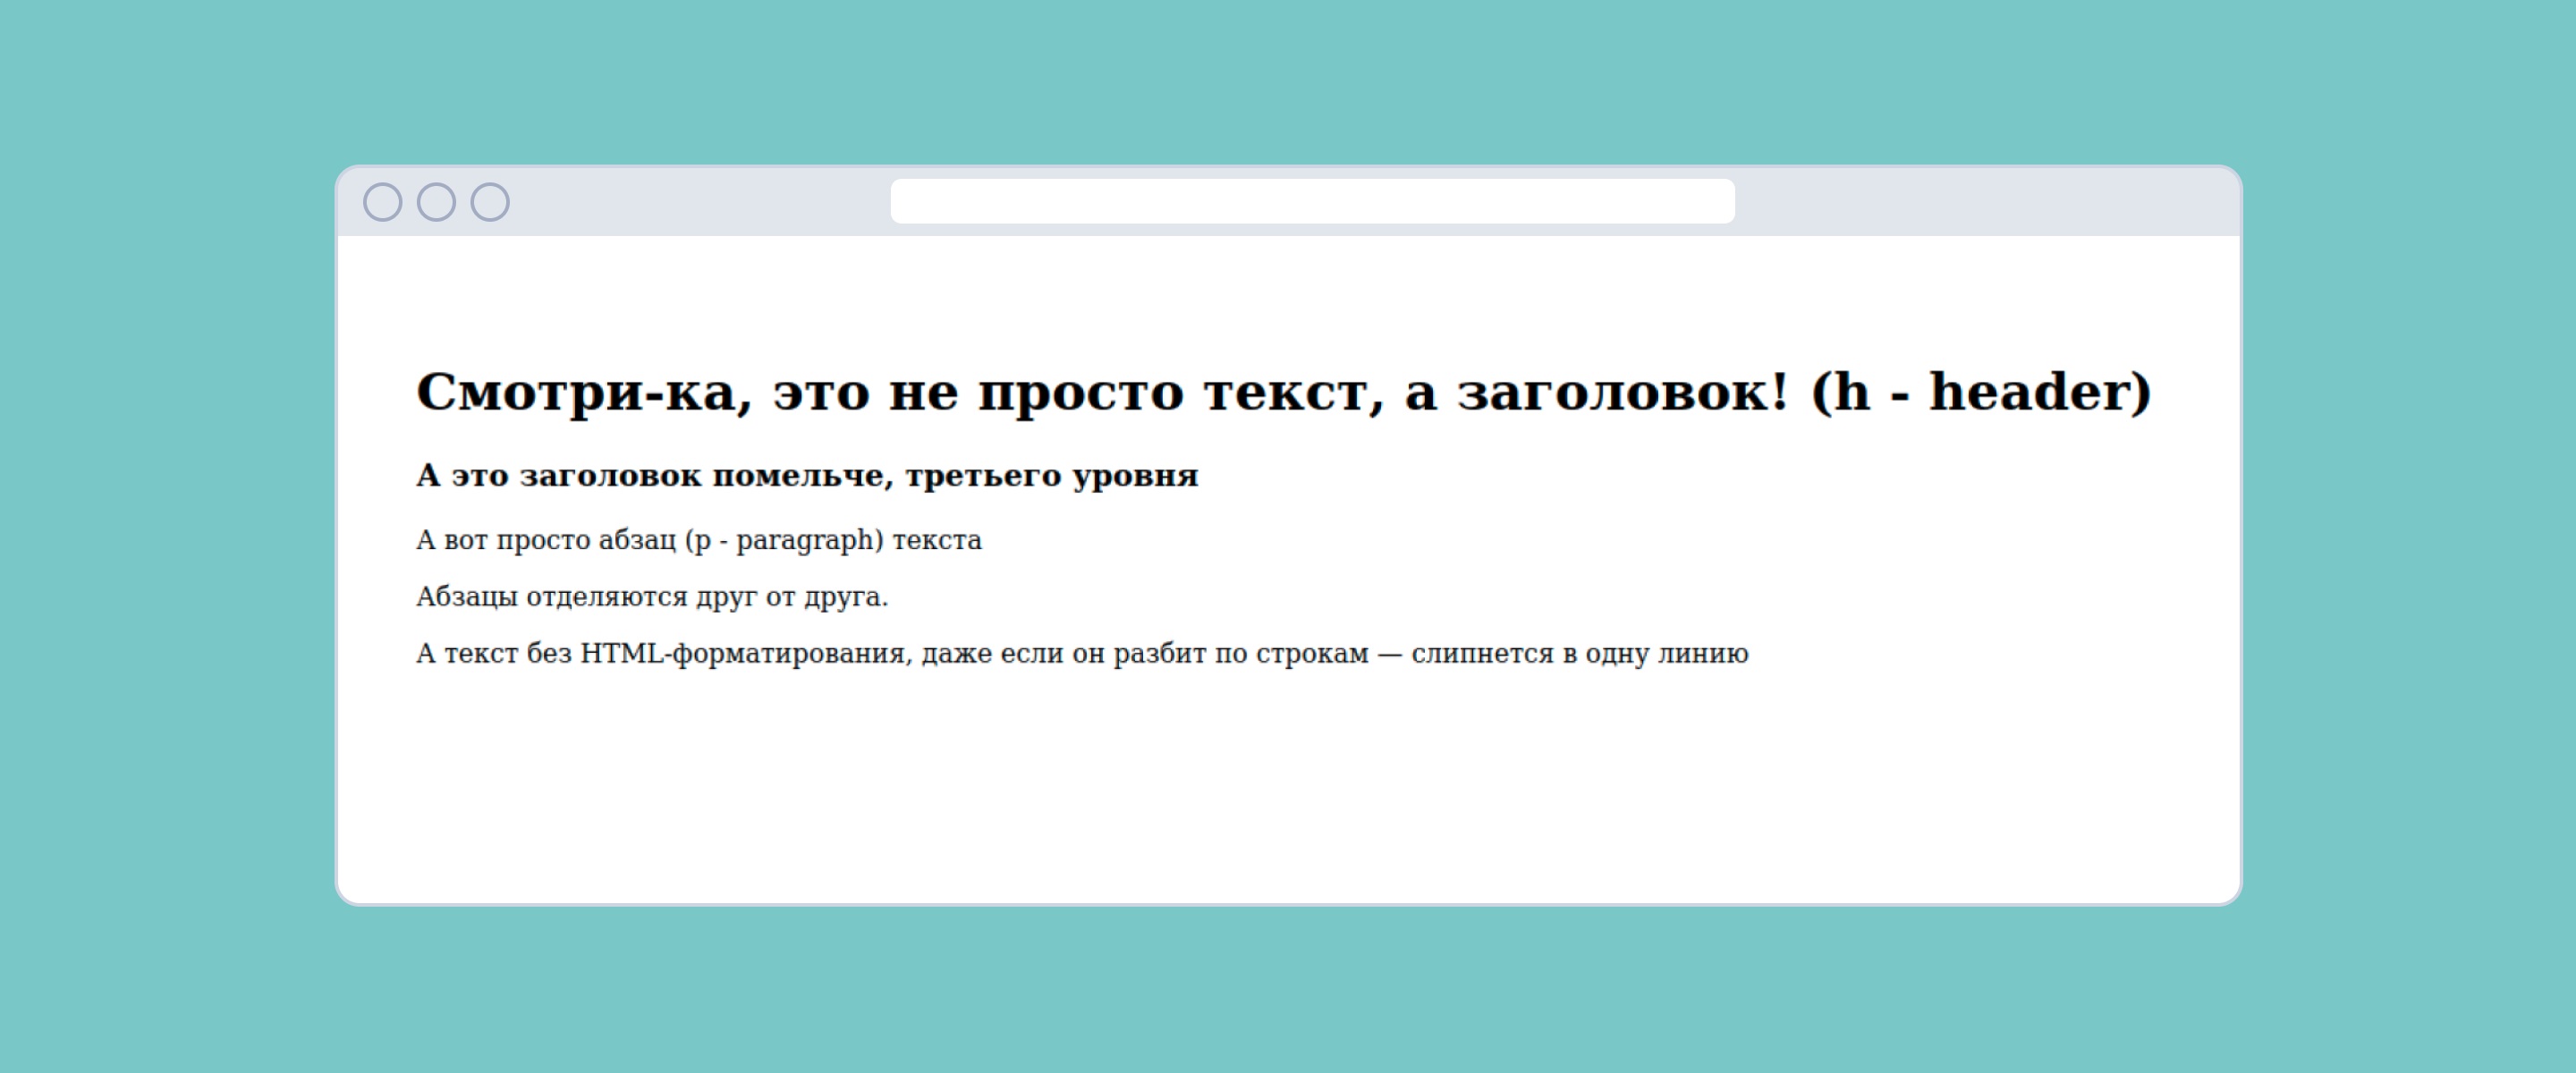 Смотри-ка, это не просто текст, а заголовок! (h - header)
А это заголовок помельче, третьего уровня
А вот просто абзац (p - paragraph) текста
Абзацы отделяются друг от друга.
А текст без HTML-форматирования, даже если он разбит по строкам — слипнется в одну линию